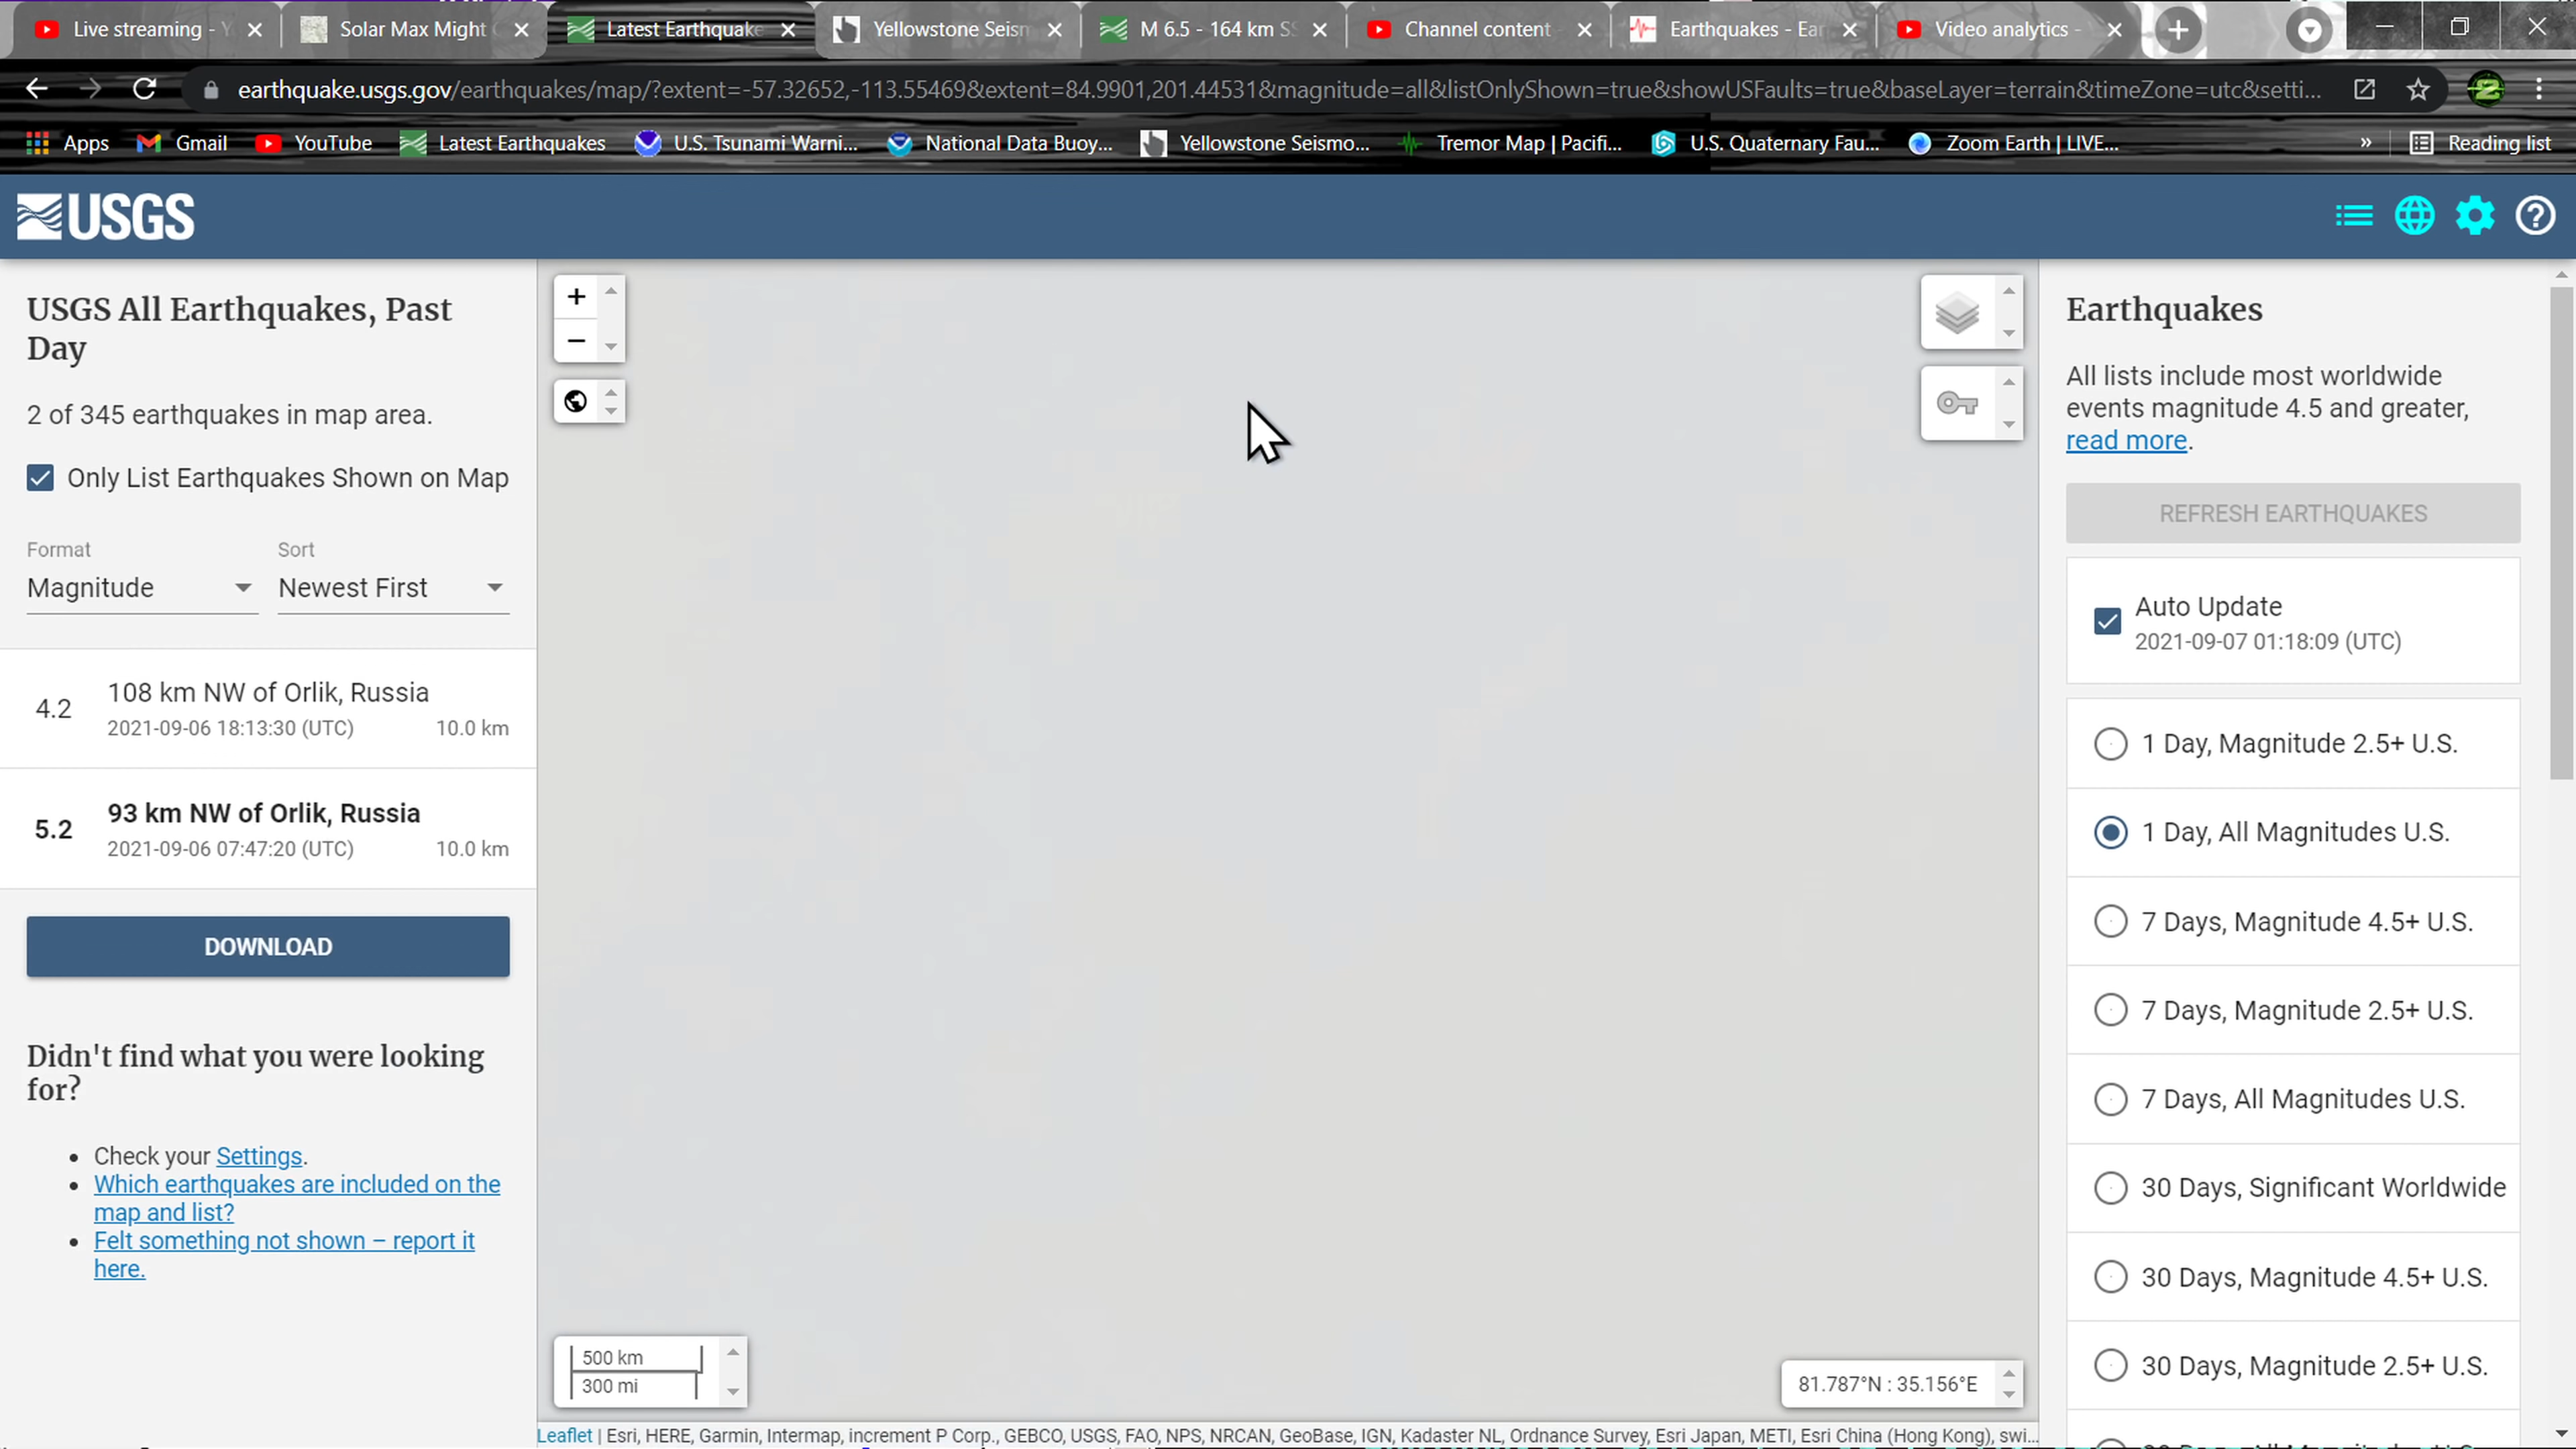 Live streaming - Y
Solar Max Might
Latest Earthquake
Yellowstone Seism
M 6.5 - 164 km SS
Channel content
Earthquakes - Ear
Video analytics -
earthquake.usgs.gov/earthquakes/map/?extent=-57.32652,-113.55469&extent=84.9901,201.44531&magnitude=all&listOnlyShown=true&showUSFaults=true&baseLayer=terrain&timeZone=utc&setti...
Apps
Gmail
YouTube
Latest Earthquakes
U.S. Tsunami Warni...
National Data Buoy...
Yellowstone Seismo...
Tremor Map | Pacifi...
U.S. Quaternary Fau...
Zoom Earth | LIVE...
»
Reading list
USGS
USGS All Earthquakes, Past
Day
2 of 345 earthquakes in map area.
Only List Earthquakes Shown on Map
Format
Sort
Magnitude
Newest First
4.2
108 km NW of Orlik, Russia
2021-09-06 18:13:30 (UTC)
10.0 km
5.2
93 km NW of Orlik, Russia
2021-09-06 07:47:20 (UTC)
10.0 km
DOWNLOAD
Didn't find what you were looking
for?
Check your Settings.
Which earthquakes are included on the
map and list?
Felt something not shown – report it
here.
+
−
500 km
300 mi
81.787°N : 35.156°E
Leaflet | Esri, HERE, Garmin, Intermap, increment P Corp., GEBCO, USGS, FAO, NPS, NRCAN, GeoBase, IGN, Kadaster NL, Ordnance Survey, Esri Japan, METI, Esri China (Hong Kong), swi...
Earthquakes
All lists include most worldwide
events magnitude 4.5 and greater,
read more.
REFRESH EARTHQUAKES
Auto Update
2021-09-07 01:18:09 (UTC)
1 Day, Magnitude 2.5+ U.S.
1 Day, All Magnitudes U.S.
7 Days, Magnitude 4.5+ U.S.
7 Days, Magnitude 2.5+ U.S.
7 Days, All Magnitudes U.S.
30 Days, Significant Worldwide
30 Days, Magnitude 4.5+ U.S.
30 Days, Magnitude 2.5+ U.S.